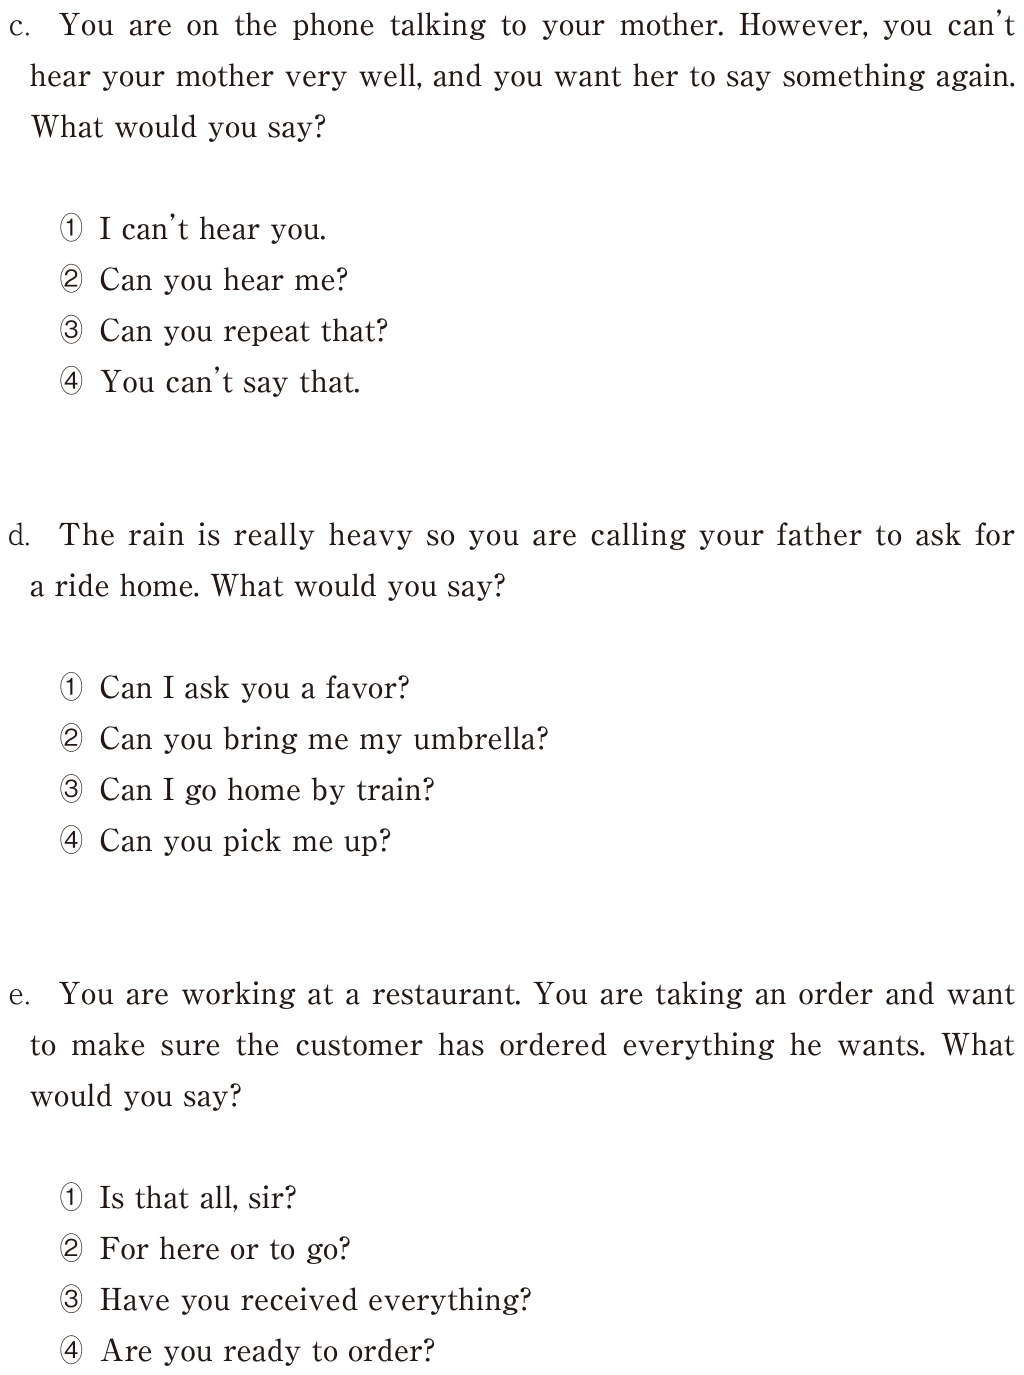 c. You are on the phone talking to your mother. However, you can't
hear your mother very well, and you want her to say something again.
What would you say?
① I can't hear you.
② Can you hear me?
③ Can you repeat that?
④ You can't say that.
d. The rain is really heavy so you are calling your father to ask for
a ride home. What would you say?
① Can I ask you a favor?
② Can you bring me my umbrella?
③ Can I go home by train?
④ Can you pick me up?
e. You are working at a restaurant. You are taking an order and want
to make sure the customer has ordered everything he wants. What
would you say?
① Is that all, sir?
② For here or to go?
③ Have you received everything?
④ Are you ready to order?